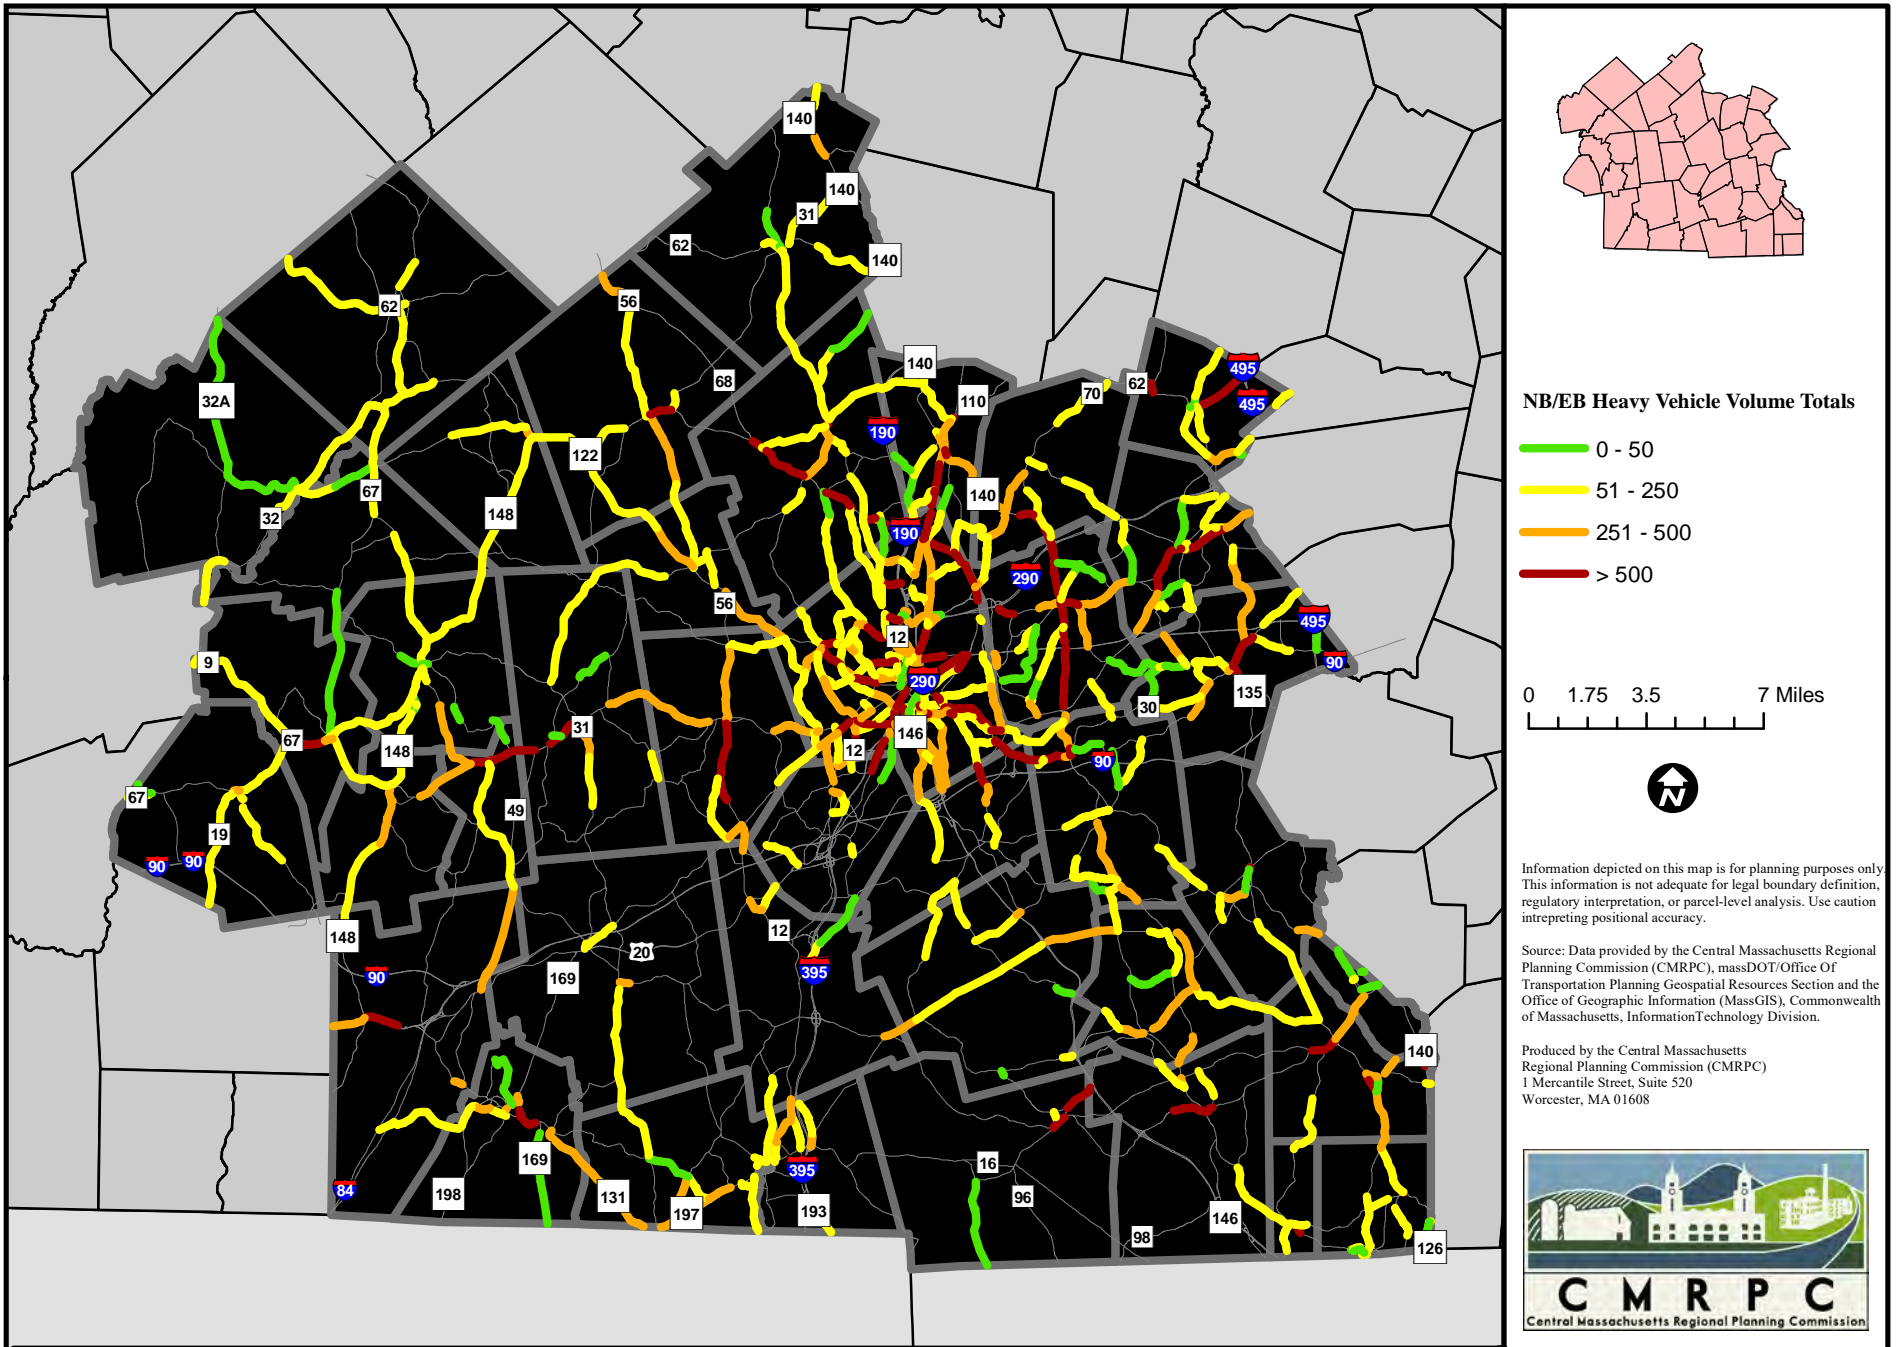 140
140
31
62
140
62
56
140
495
68
62
70
495
32A
110
190
122
67
140
148
32
190
290
56
495
12
9
90
290
135
30
31
146
67
148
12
90
67
49
19
90
90
12
148
20
395
90
169
140
169
16
395
84
198
131
96
197
193
146
98
126
NB/EB Heavy Vehicle Volume Totals
0 - 50
51 - 250
251 - 500
> 500
0 1.75 3.5 7 Miles
N
Information depicted on this map is for planning purposes only.
This information is not adequate for legal boundary definition,
regulatory interpretation, or parcel-level analysis. Use caution
intrepreting positional accuracy.
Source: Data provided by the Central Massachusetts Regional
Planning Commission (CMRPC), massDOT/Office Of
Transportation Planning Geospatial Resources Section and the
Office of Geographic Information (MassGIS), Commonwealth
of Massachusetts, InformationTechnology Division.
Produced by the Central Massachusetts
Regional Planning Commission (CMRPC)
1 Mercantile Street, Suite 520
Worcester, MA 01608
C M R P C
Central Massachusetts Regional Planning Commission